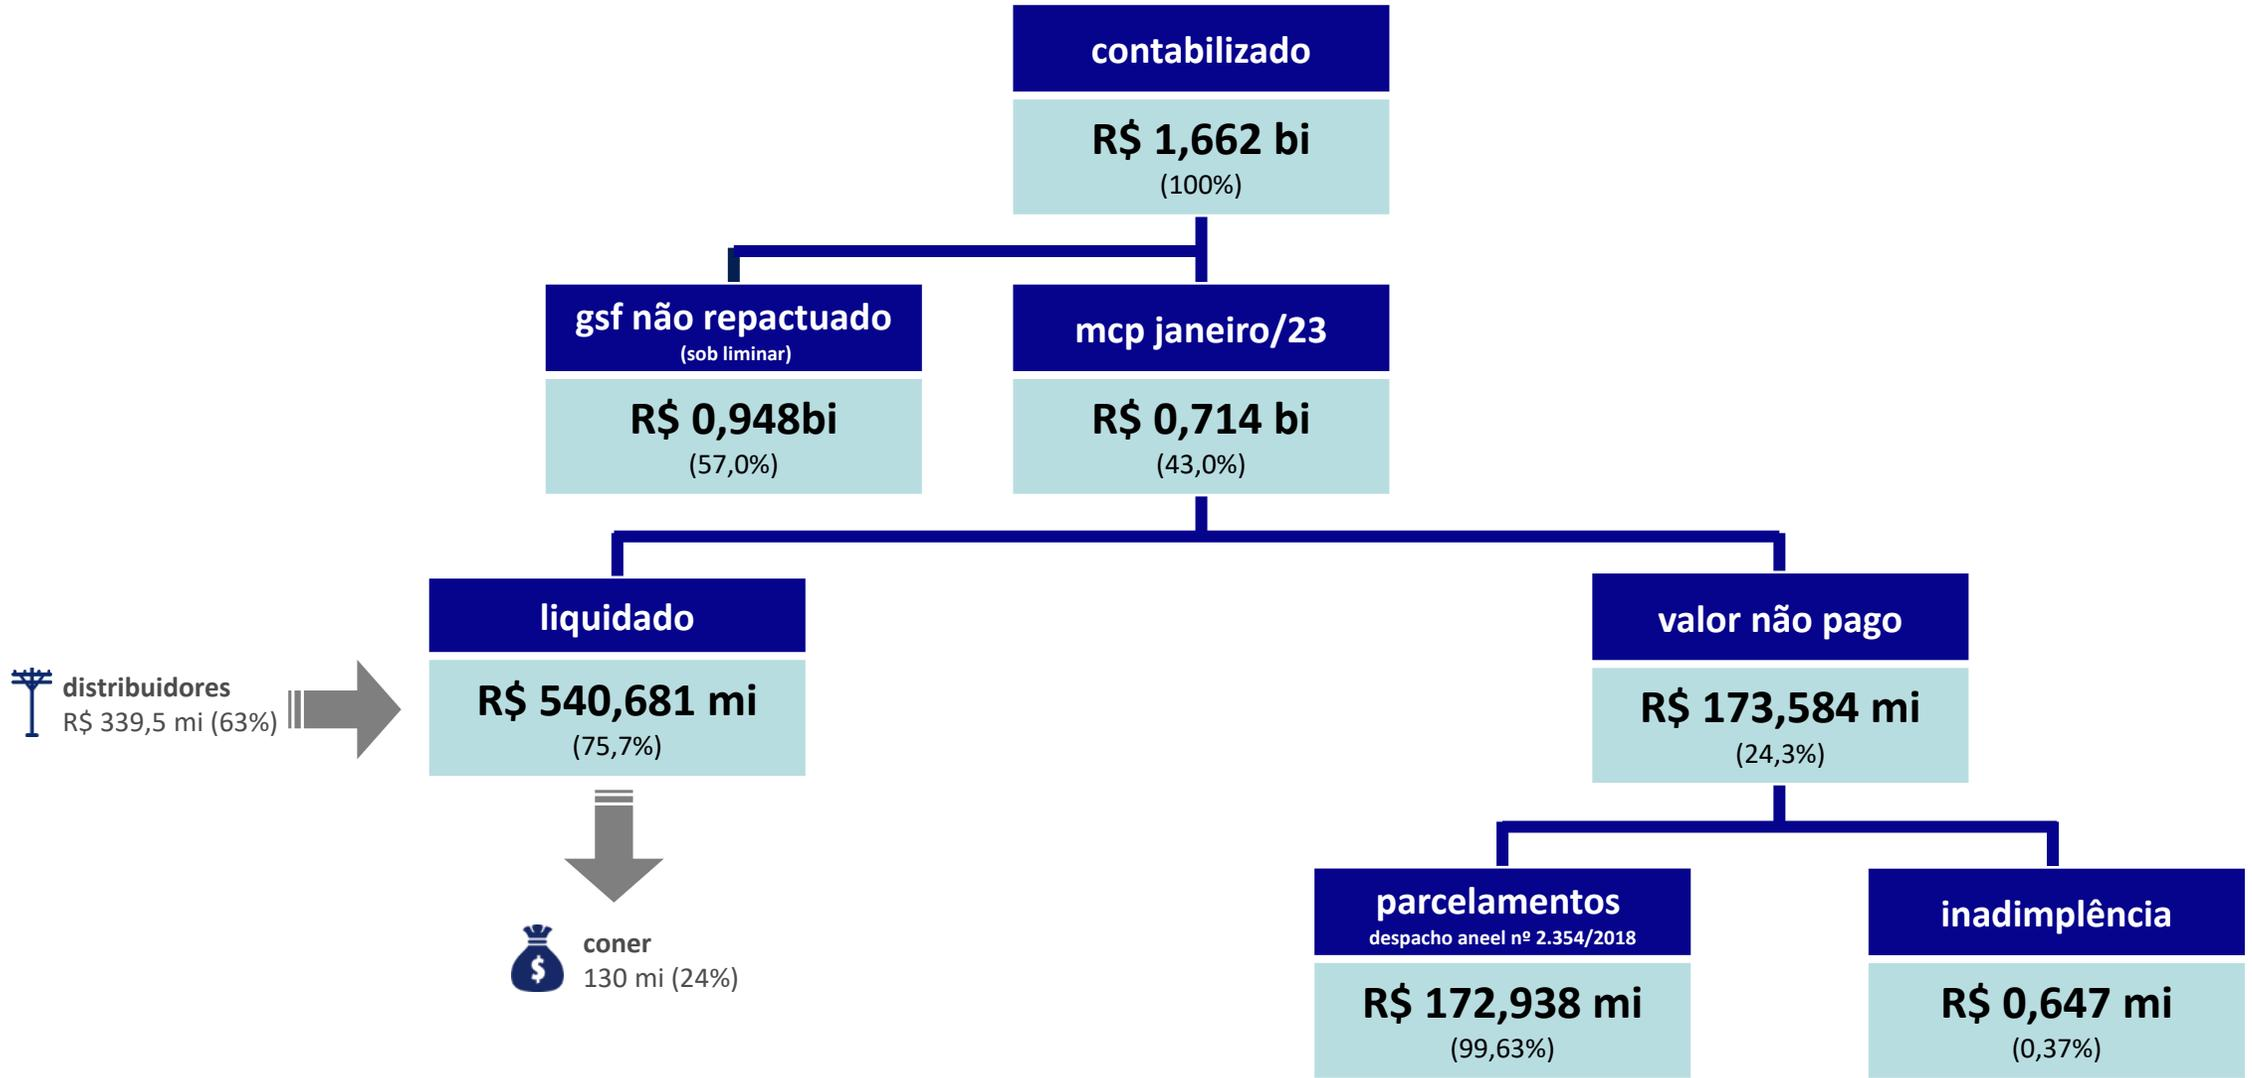 contabilizado
R$ 1,662 bi
(100%)
gsf não repactuado
(sob liminar)
R$ 0,948bi
(57,0%)
mcp janeiro/23
R$ 0,714 bi
(43,0%)
liquidado
R$ 540,681 mi
(75,7%)
valor não pago
R$ 173,584 mi
(24,3%)
distribuidores
R$ 339,5 mi (63%)
$
coner
130 mi (24%)
parcelamentos
despacho aneel nº 2.354/2018
R$ 172,938 mi
(99,63%)
inadimplência
R$ 0,647 mi
(0,37%)